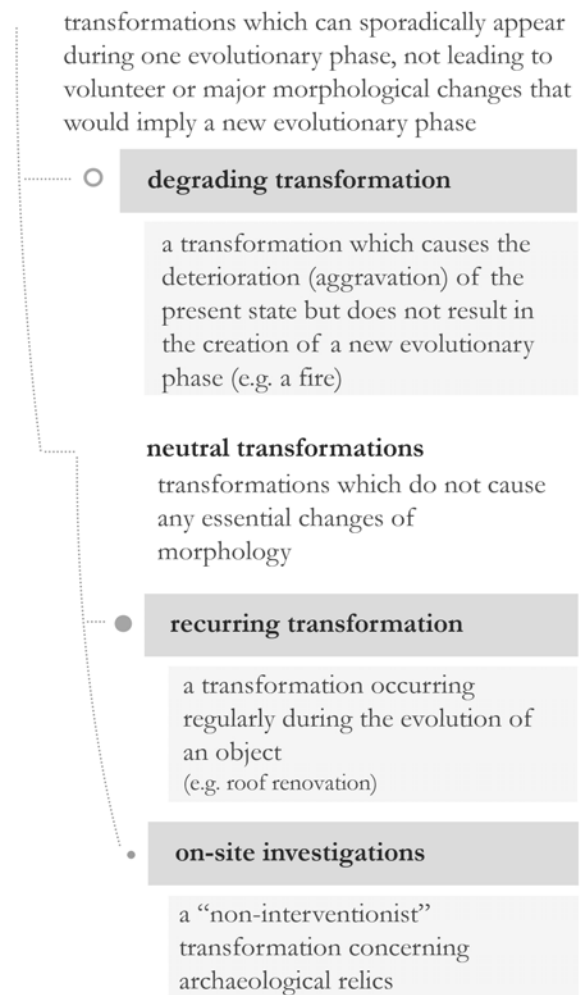 transformations which can sporadically appear
during one evolutionary phase, not leading to
volunteer or major morphological changes that
would imply a new evolutionary phase
degrading transformation
a transformation which causes the
deterioration (aggravation) of the
present state but does not result in
the creation of a new evolutionary
phase (e.g. a fire)
neutral transformations
transformations which do not cause
any essential changes of
morphology
recurring transformation
a transformation occurring
regularly during the evolution of
an object
(e.g. roof renovation)
on-site investigations
a “non-interventionist”
transformation concerning
archaeological relics